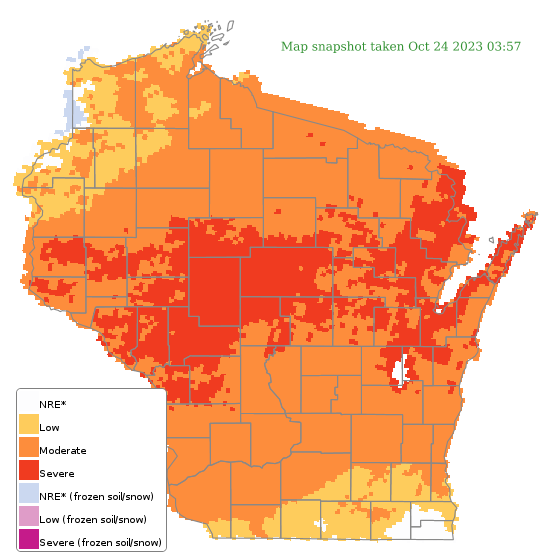 Map snapshot taken Oct 24 2023 03:57
NRE*
Low
Moderate
Severe
NRE* (frozen soil/snow)
Low (frozen soil/snow)
Severe (frozen soil/snow)